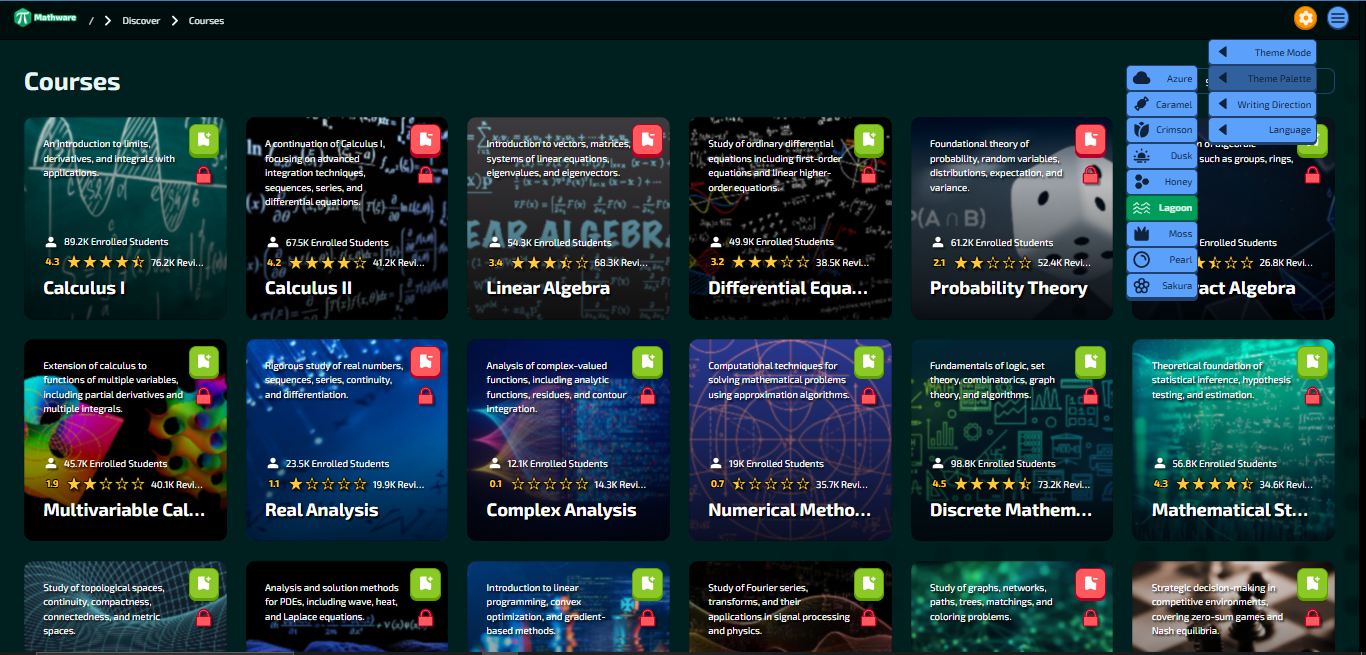 Mathware / Discover Courses
Theme Mode
Theme Palette
Writing Direction
Language
Azure
Caramel
Crimson
Dusk
Honey
Lagoon
Moss
Pearl
Sakura
Courses
An introduction to limits,
derivatives, and integrals with
applications.
89.2K Enrolled Students
4.3 76.2K Revi...
Calculus I
A continuation of Calculus I,
focusing on advanced
integration techniques,
sequences, series, and
differential equations.
67.5K Enrolled Students
4.2 41.2K Revi...
Calculus II
Introduction to vectors, matrices,
systems of linear equations,
eigenvalues, and eigenvectors.
EAR ALGEBR
54.3K Enrolled Students
3.4 68.3K Revi...
Linear Algebra
Study of ordinary differential
equations including first-order
and second-order linear higher-
order equations.
49.9K Enrolled Students
3.2 38.5K Revi...
Differential Equa...
Foundational theory of
probability, random variables,
distributions, expectation, and
variance.
P(A ∩ B)
61.2K Enrolled Students
2.1 52.4K Revi...
Probability Theory
such as groups, rings,
Enrolled Students
26.8K Revi...
act Algebra
Extension of calculus to
functions of multiple variables,
including partial derivatives and
multiple integrals.
45.7K Enrolled Students
1.9 40.1K Revi...
Multivariable Cal...
Rigorous study of real numbers,
sequences, series, continuity,
and differentiation.
23.5K Enrolled Students
1.1 19.9K Revi...
Real Analysis
Analysis of complex-valued
functions, including analytic
functions, residues, and contour
integration.
12.1K Enrolled Students
0.1 14.3K Revi...
Complex Analysis
Computational techniques for
solving mathematical problems
using approximation algorithms.
19K Enrolled Students
0.7 35.7K Revi...
Numerical Metho...
Fundamentals of logic, set
theory, combinatorics, graph
theory, and algorithms.
98.8K Enrolled Students
4.5 73.2K Revi...
Discrete Mathem...
Theoretical foundation of
statistical inference, hypothesis
testing, and estimation.
56.8K Enrolled Students
4.3 34.6K Revi...
Mathematical St...
Study of topological spaces,
continuity, compactness,
connectedness, and metric
spaces.
Analysis and solution methods
for PDEs, including wave, heat,
and Laplace equations.
Introduction to linear
programming, convex
optimization, and gradient-
based methods.
Study of Fourier series,
transforms, and their
applications in signal processing
and physics.
Study of graphs, networks,
paths, trees, matchings, and
coloring problems.
Strategic decision-making in
competitive environments,
covering zero-sum games and
Nash equilibria.